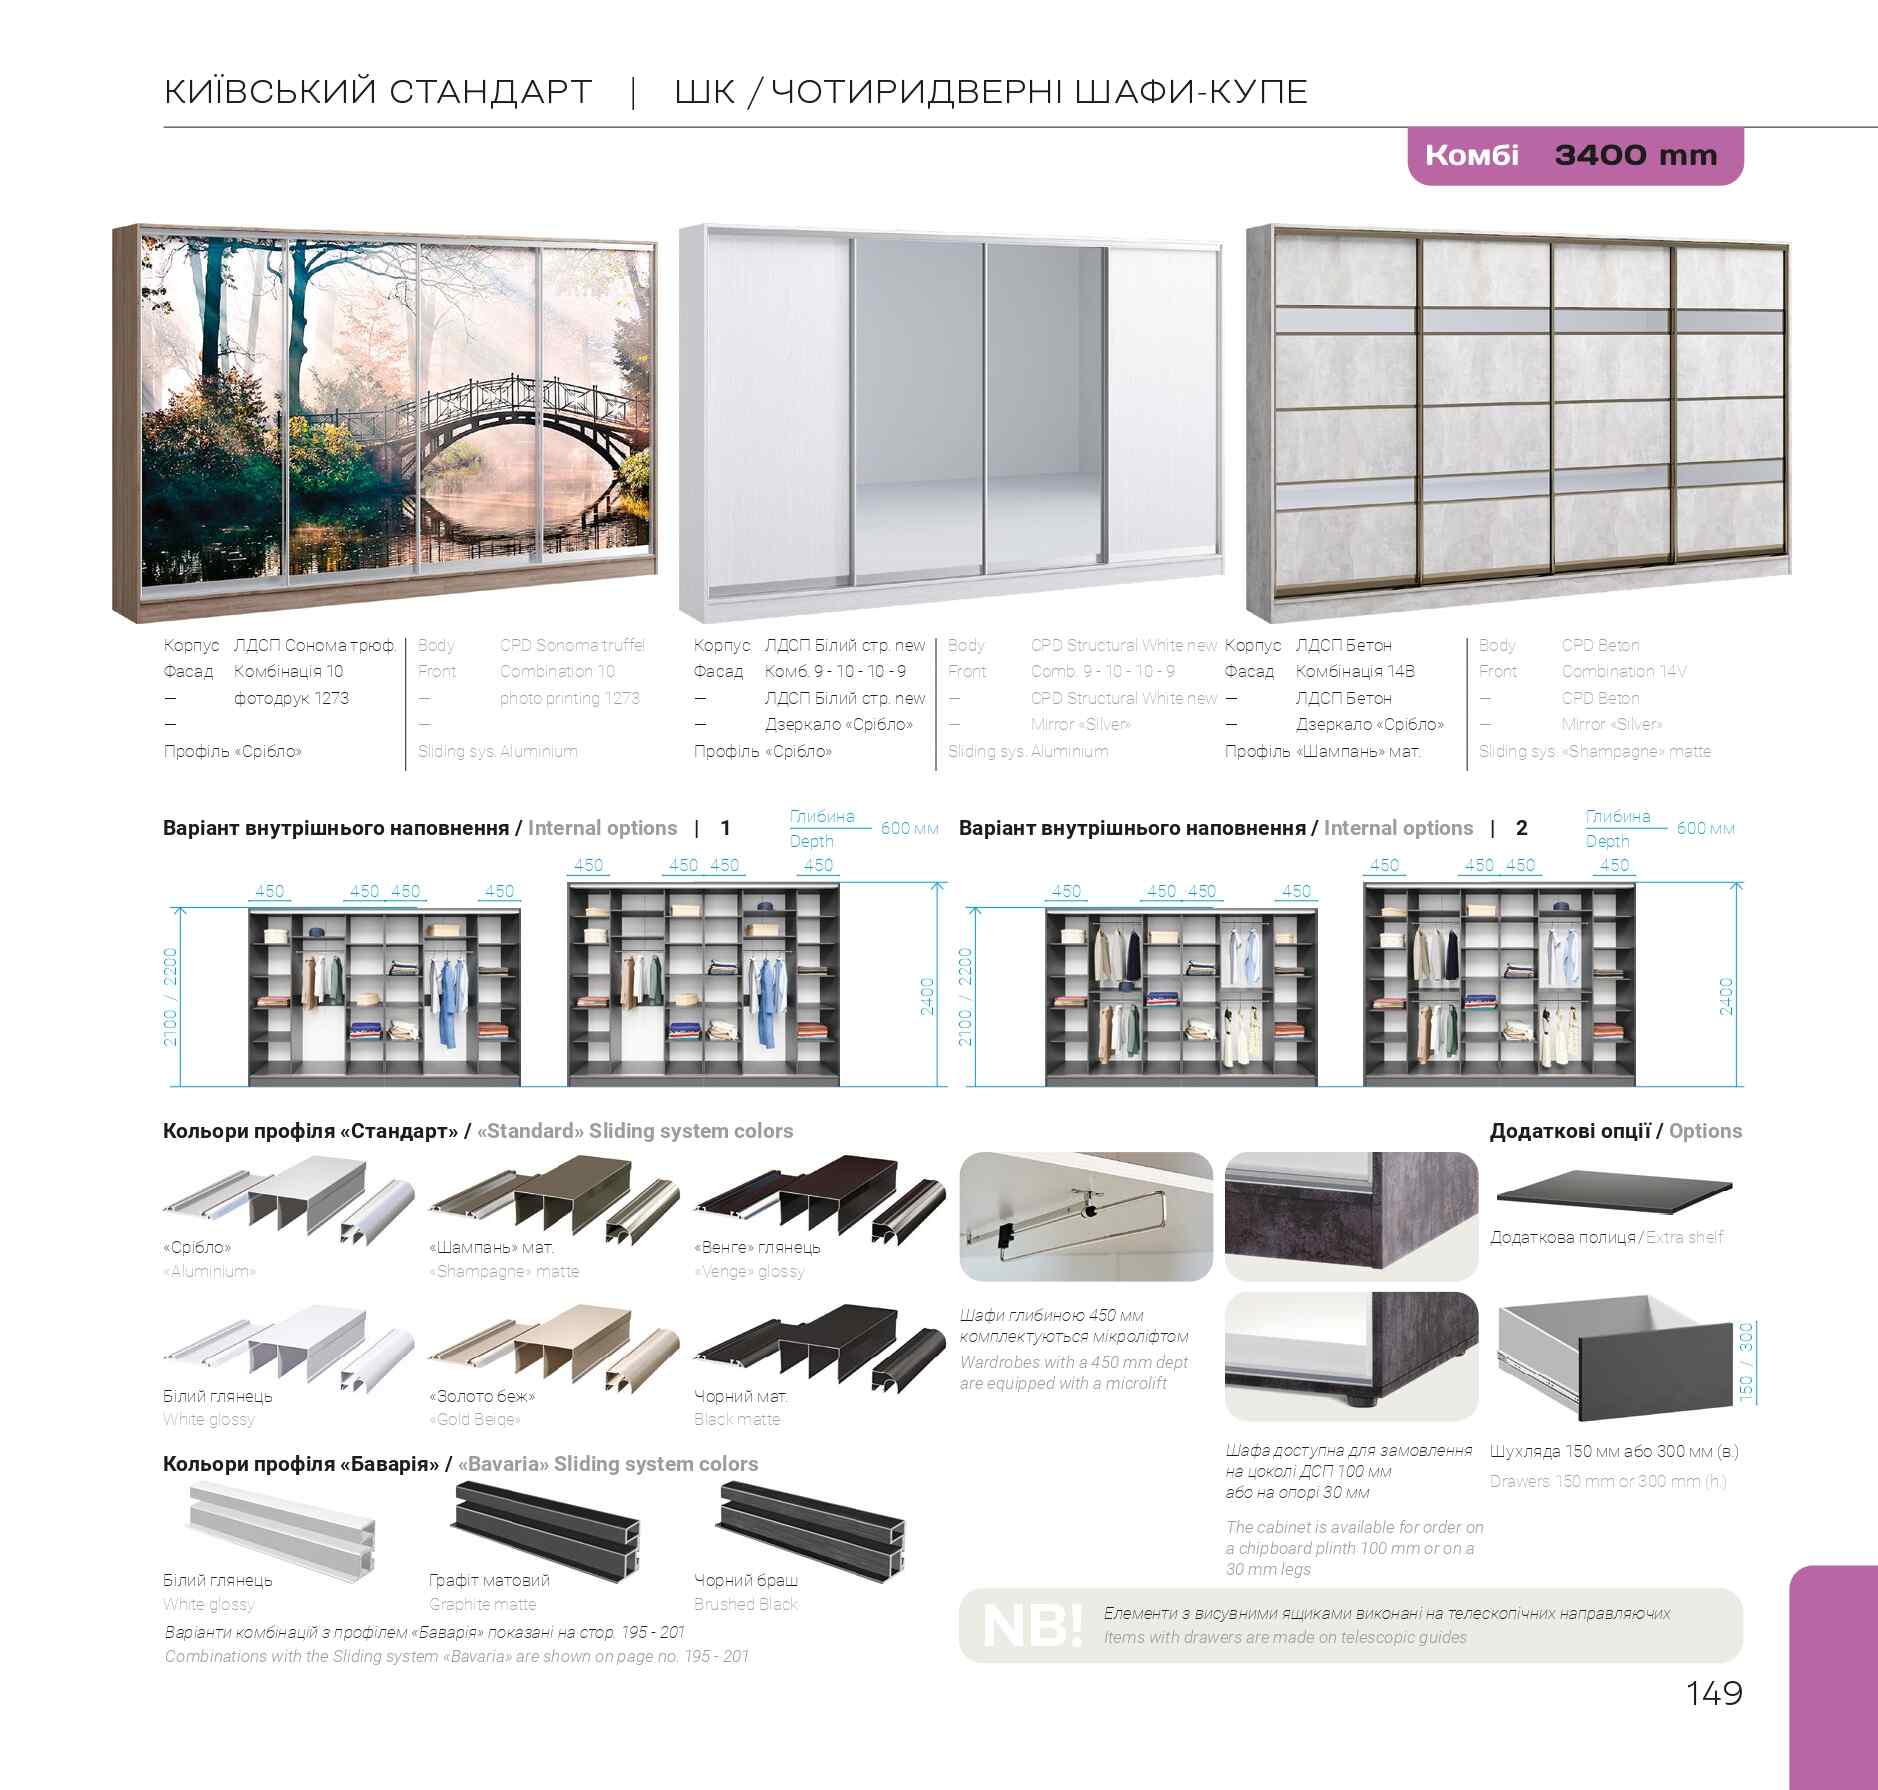 КИЇВСЬКИЙ СТАНДАРТ | ШК / ЧОТИРИДВЕРНІ ШАФИ-КУПЕ
Комбі 3400 mm
Корпус ЛДСП Сонома трюф.
Фасад Комбінація 10
— фотодрук 1273
—
Профіль «Срібло»
Body CPD Sonoma truffel
Front Combination 10
— photo printing 1273
—
Sliding sys. Aluminium
Корпус ЛДСП Білий стр. new
Фасад Комб. 9 - 10 - 10 - 9
— ЛДСП Білий стр. new
— Дзеркало «Срібло»
Профіль «Срібло»
Body CPD Structural White new
Front Comb. 9 - 10 - 10 - 9
— CPD Structural White new
— Mirror «Silver»
Sliding sys. Aluminium
Корпус ЛДСП Бетон
Фасад Комбінація 14В
— ЛДСП Бетон
— Дзеркало «Срібло»
Профіль «Шампань» мат.
Body CPD Beton
Front Combination 14V
— CPD Beton
— Mirror «Silver»
Sliding sys. «Shampagne» matte
Варіант внутрішнього наповнення / Internal options | 1
Глибина
Depth
600 мм
450 450 450 450
450 450 450 450
2100 / 2200
2400
Варіант внутрішнього наповнення / Internal options | 2
Глибина
Depth
600 мм
450 450 450 450
450 450 450 450
2100 / 2200
2400
Кольори профіля «Стандарт» / «Standard» Sliding system colors
«Срібло»
«Aluminium»
«Шампань» мат.
«Shampagne» matte
«Венге» глянець
«Venge» glossy
Білий глянець
White glossy
«Золото беж»
«Gold Beige»
Чорний мат.
Black matte
Кольори профіля «Баварія» / «Bavaria» Sliding system colors
Білий глянець
White glossy
Графіт матовий
Graphite matte
Чорний браш
Brushed Black
Варіанти комбінацій з профілем «Баварія» показані на стор. 195 - 201
Combinations with the Sliding system «Bavaria» are shown on page no. 195 - 201
Шафи глибиною 450 мм
комплектуються мікроліфтом
Wardrobes with a 450 mm dept
are equipped with a microlift
Шафа доступна для замовлення
на цоколі ДСП 100 мм
або на опорі 30 мм
The cabinet is available for order on
a chipboard plinth 100 mm or on a
30 mm legs
Додаткові опції / Options
Додаткова полиця / Extra shelf
150 / 300
Шухляда 150 мм або 300 мм (в.)
Drawers 150 mm or 300 mm (h.)
NB!
Елементи з висувними ящиками виконані на телескопічних направляючих
Items with drawers are made on telescopic guides
149